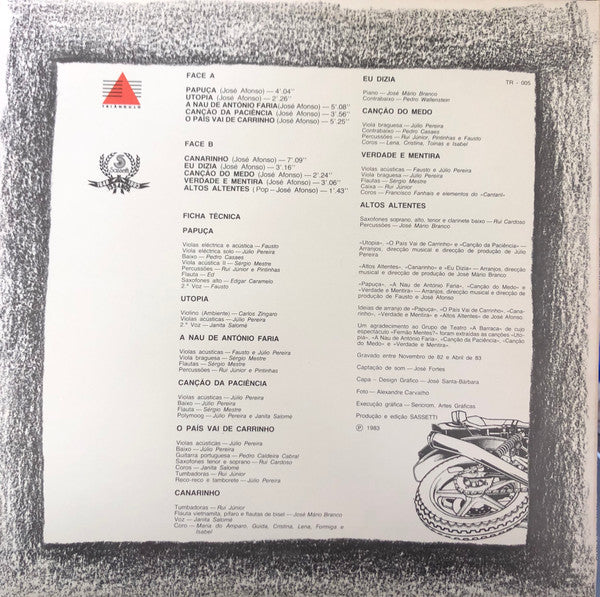 TRIÂNGULO
FACE A
PAPUÇA (José Afonso) — 4'.04"
UTOPIA (José Afonso) — 2'.26"
A NAU DE ANTÓNIO FARIA (José Afonso) — 5'.08"
CANÇÃO DA PACIÊNCIA (José Afonso) — 3'.56"
O PAÍS VAI DE CARRINHO (José Afonso) — 5'.25"
FACE B
CANARINHO (José Afonso) — 7'.09"
EU DIZIA (José Afonso) — 3'.16"
CANÇÃO DO MEDO (José Afonso) — 2'.24"
VERDADE E MENTIRA (José Afonso) — 3'.06"
ALTOS ALTENTES (Pop — José Afonso) — 1'.43"
FICHA TÉCNICA
PAPUÇA
Violas eléctrica e acústica — Fausto
Viola eléctrica solo — Júlio Pereira
Baixo — Pedro Casaes
Viola acústica II — Sérgio Mestre
Percussões — Rui Júnior e Pintinhas
Flauta — Ed
Saxofones alto — Edgar Caramelo
2.ª Voz — Fausto
UTOPIA
Violino (Ambiente) — Carlos Zíngaro
Violas acústicas — Júlio Pereira
2.ª Voz — Janita Salomé
A NAU DE ANTÓNIO FARIA
Violas acústicas — Fausto e Júlio Pereira
Viola braguesa — Sérgio Mestre
Flautas — Sérgio Mestre
Baixo — Júlio Pereira
Percussões — Rui Júnior e Pintinhas
CANÇÃO DA PACIÊNCIA
Violas acústicas — Júlio Pereira
Baixo — Júlio Pereira
Flauta — Sérgio Mestre
Polymoog — Júlio Pereira e Janita Salomé
O PAÍS VAI DE CARRINHO
Violas acústicas — Júlio Pereira
Baixo — Júlio Pereira
Guitarra portuguesa — Pedro Caldeira Cabral
Saxofones tenor e soprano — Rui Cardoso
Coros — Janita Salomé
Tumbadoras — Rui Júnior
Reco-reco e tamborete — Júlio Pereira
CANARINHO
Tumbadoras — Rui Júnior
Flauta vietnamita, pífaro e flautas de bisel — José Mário Branco
Voz — Janita Salomé
Coro — Maria do Amparo, Guida, Cristina, Lena, Formiga e
Isabel
TR - 005
EU DIZIA
Piano — José Mário Branco
Contrabaixo — Pedro Wallenstein
CANÇÃO DO MEDO
Viola braguesa — Júlio Pereira
Contrabaixo — Pedro Casaes
Percussões — Rui Júnior, Pintinhas e Fausto
Coros — Lena, Cristina, Toinas e Isabel
VERDADE E MENTIRA
Violas acústicas — Fausto e Júlio Pereira
Viola braguesa — Júlio Pereira
Flautas — Sérgio Mestre
Caixa — Rui Júnior
Coros — Francisco Fanhais e elementos do «Cantaril»
ALTOS ALTENTES
Saxofones soprano, alto, tenor e clarinete baixo — Rui Cardoso
Percussões — José Mário Branco
«Utopia», «O País Vai de Carrinho» e «Canção da Paciência» —
Arranjos, direcção musical e direcção de produção de Júlio
Pereira
«Altos Altentes», «Canarinho» e «Eu Dizia» — Arranjos, direcção
musical e direcção de produção de José Mário Branco
«Papuça», «A Nau de António Faria», «Canção do Medo» e
«Verdade e Mentira» — Arranjos, direcção musical e direcção de
produção de Fausto e José Afonso
Ideias de arranjo de «Papuça», «O País Vai de Carrinho», «Canari-
nho», «Verdade e Mentira» e «Altos Altentes» de José Afonso
Um agradecimento ao Grupo de Teatro «A Barraca» de cujo
espectáculo «Fernão Mentes?» foram extraídas as canções «Uto-
pia», «A Nau de António Faria», «Canção da Paciência», «Canção
do Medo» e «Verdade e Mentira»
Gravado entre Novembro de 82 e Abril de 83
Captação de som — José Fortes
Capa — Design Gráfico — José Santa-Bárbara
Foto — Alexandre Carvalho
Execução gráfica — Sericrom, Artes Gráficas
Produção e edição SASSETTI
Ⓟ 1983